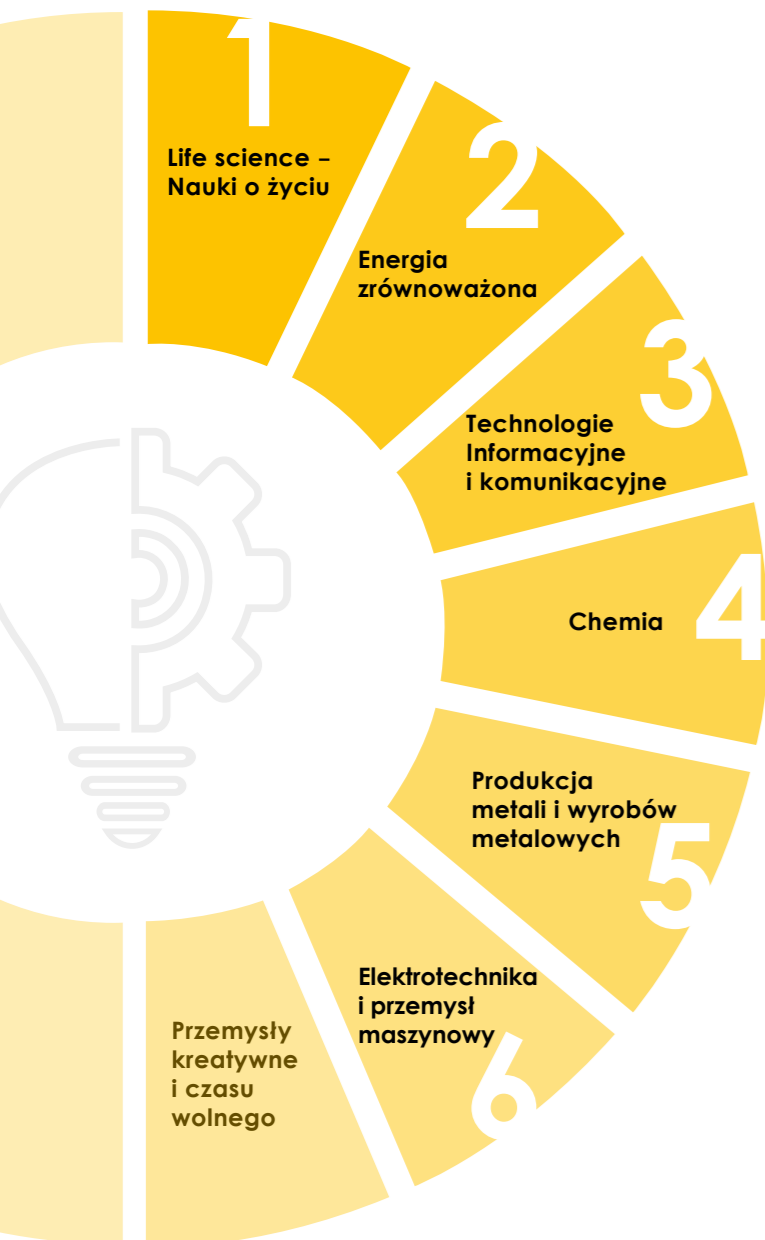 1
Life science –
Nauki o życiu
2
Energia
zrównoważona
3
Technologie
Informacyjne
i komunikacyjne
4
Chemia
Produkcja
metali i wyrobów
metalowych
5
Elektrotechnika
i przemysł
maszynowy
6
Przemysły
kreatywne
i czasu
wolnego